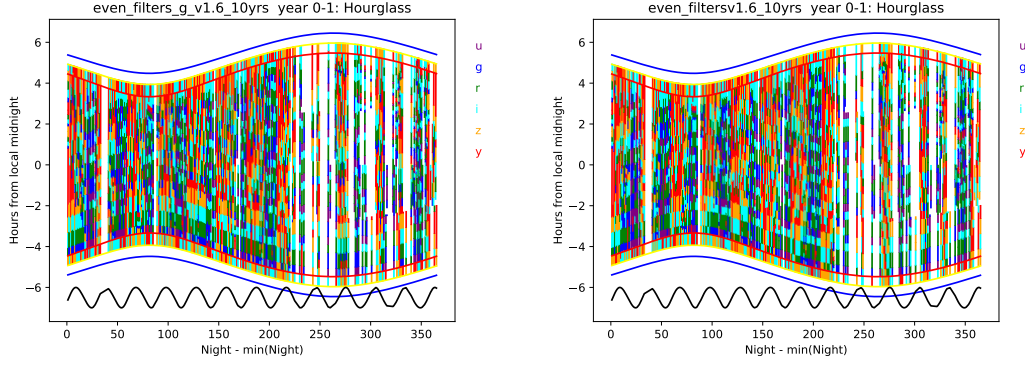 even_filters_g_v1.6_10yrs year 0-1: Hourglass
Hours from local midnight
6
4
2
0
−2
−4
−6
0 50 100 150 200 250 300 350
Night - min(Night)
u
g
r
i
z
y
even_filtersv1.6_10yrs year 0-1: Hourglass
Hours from local midnight
6
4
2
0
−2
−4
−6
0 50 100 150 200 250 300 350
Night - min(Night)
u
g
r
i
z
y